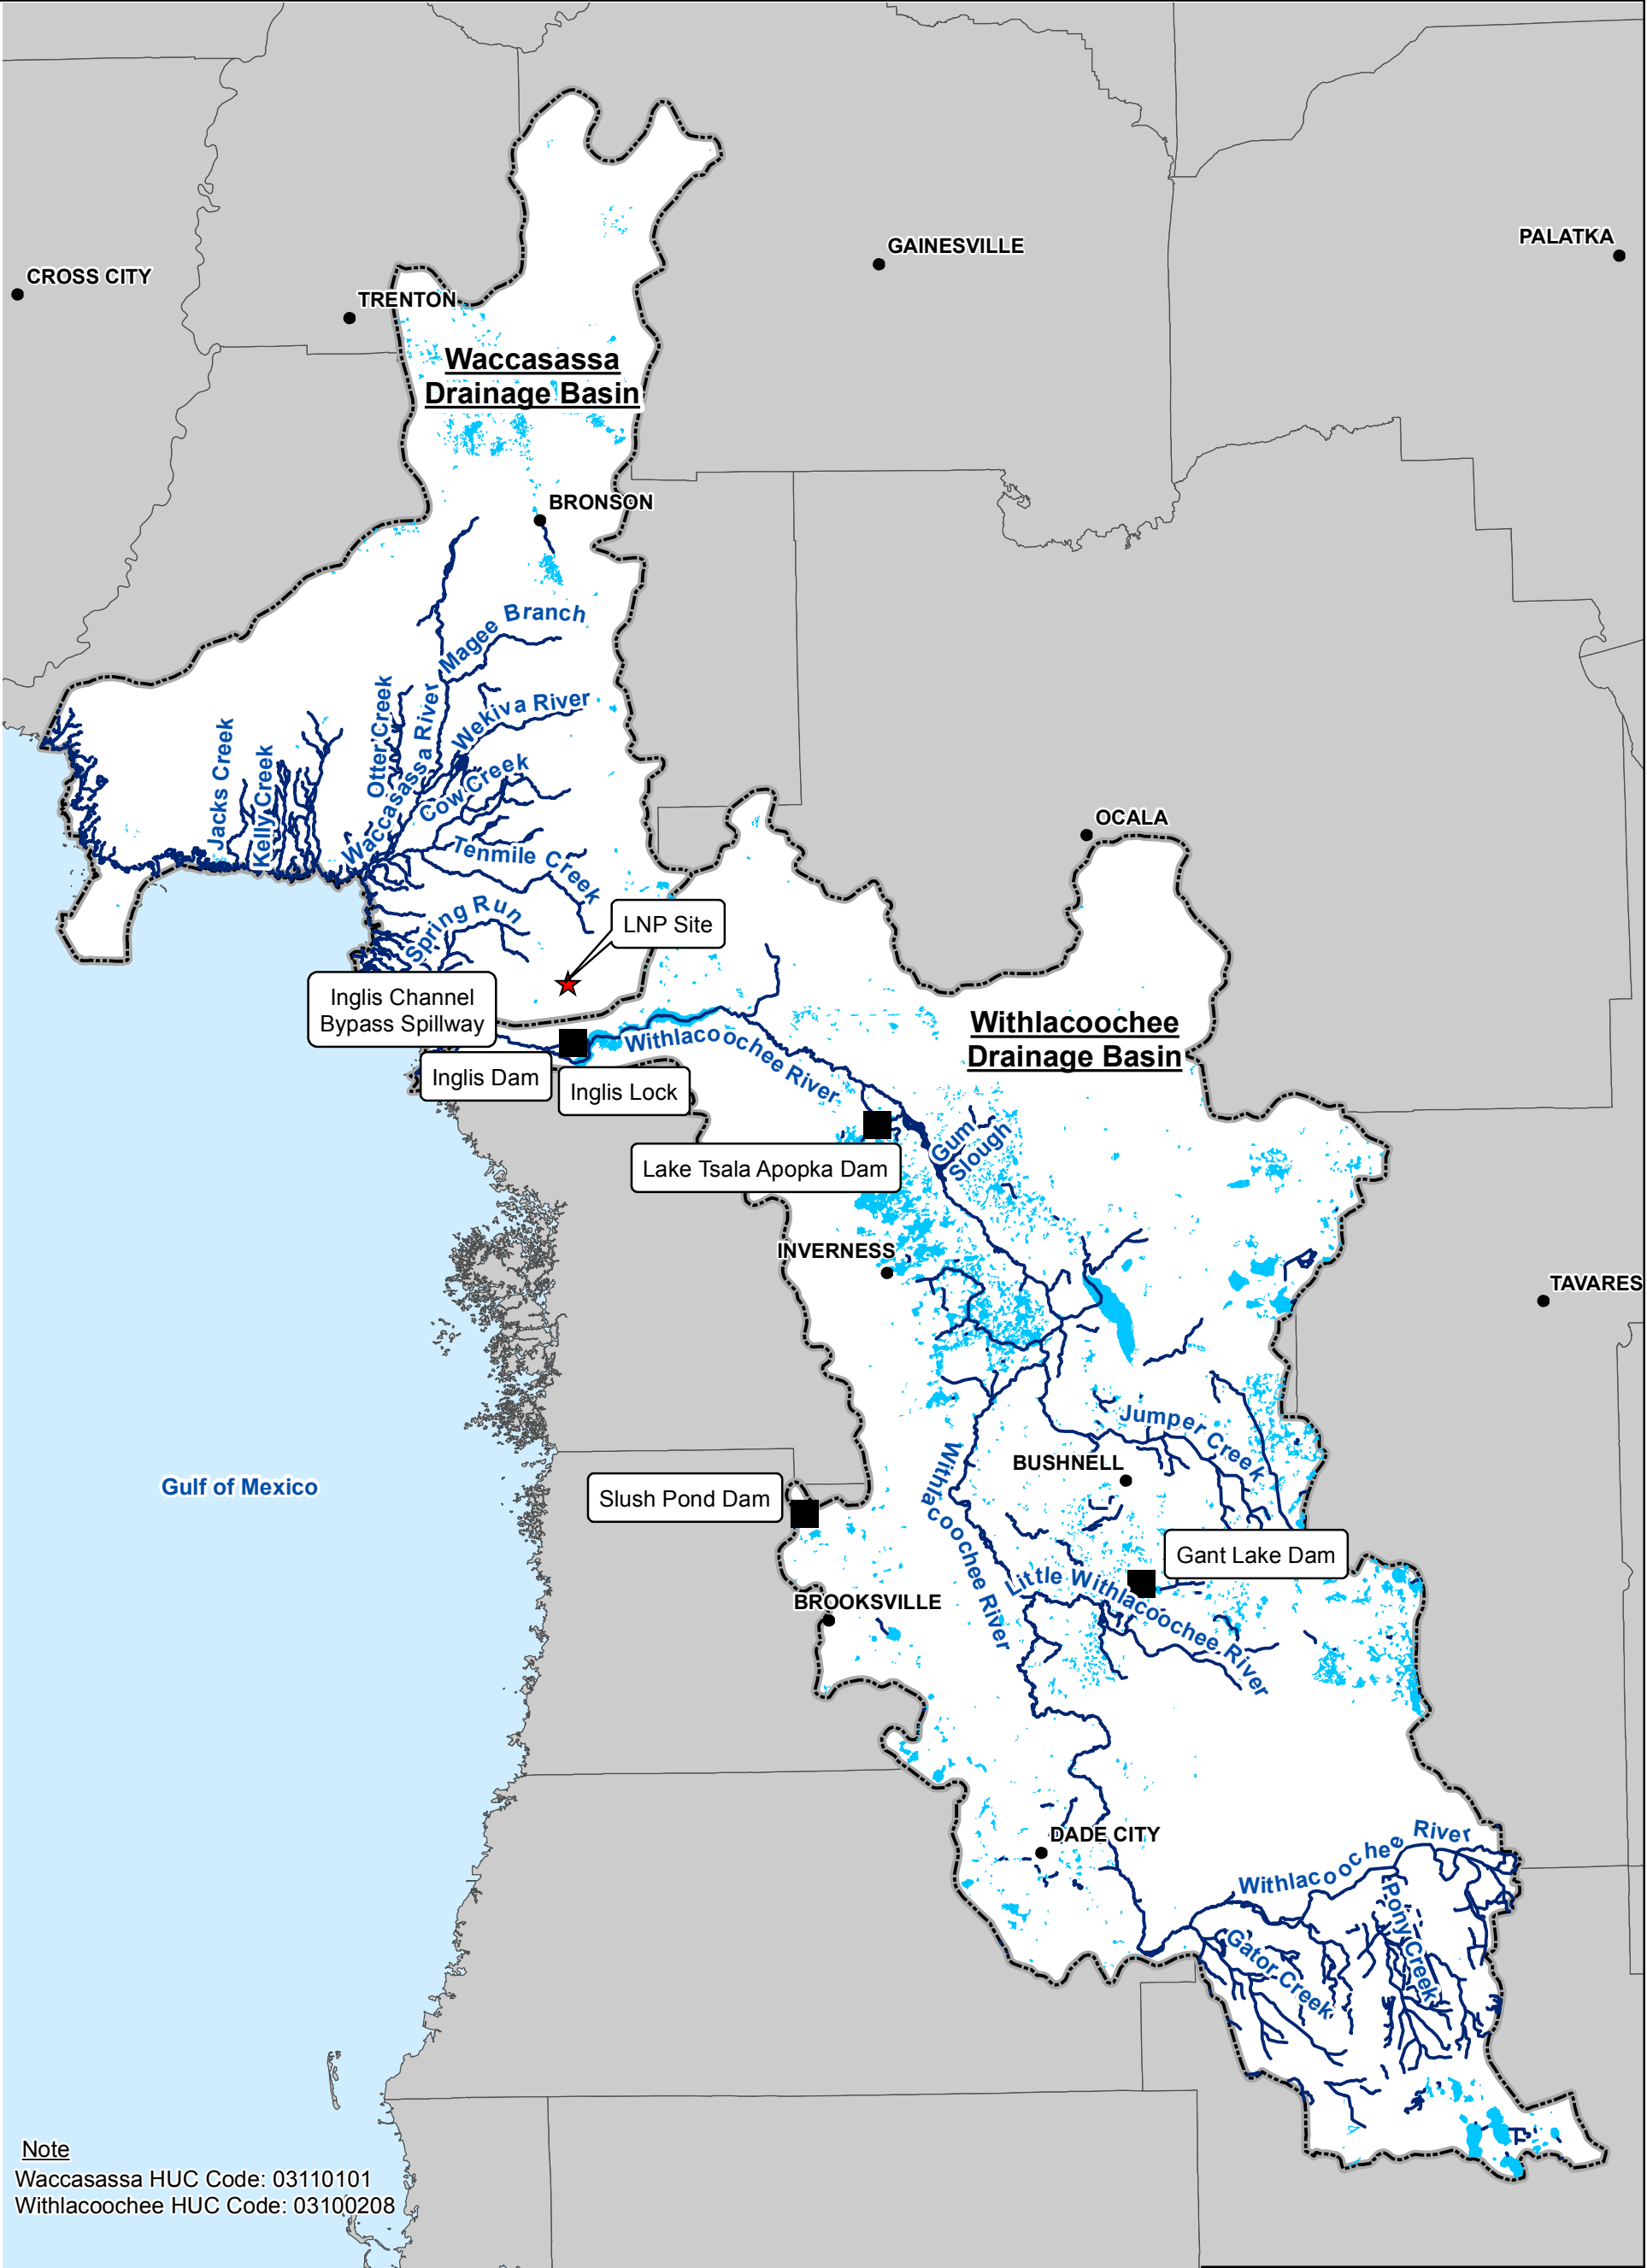 GAINESVILLE
PALATKA
CROSS CITY
TRENTON
Waccasassa
Drainage Basin
BRONSON
Magee Branch
Otter Creek
Waccasassa River
Wekiva River
Jacks Creek
Kelly Creek
Cow Creek
OCALA
Tenmile Creek
Spring Run
LNP Site
Inglis Channel
Bypass Spillway
Withlacoochee
Drainage Basin
Withlacoochee River
Inglis Dam
Inglis Lock
Gum
Slough
Lake Tsala Apopka Dam
INVERNESS
TAVARES
Jumper Creek
BUSHNELL
Withlacoochee River
Gulf of Mexico
Slush Pond Dam
Gant Lake Dam
Little Withlacoochee River
BROOKSVILLE
DADE CITY
Withlacoochee River
Pony Creek
Gator Creek
Note
Waccasassa HUC Code: 03110101
Withlacoochee HUC Code: 03100208